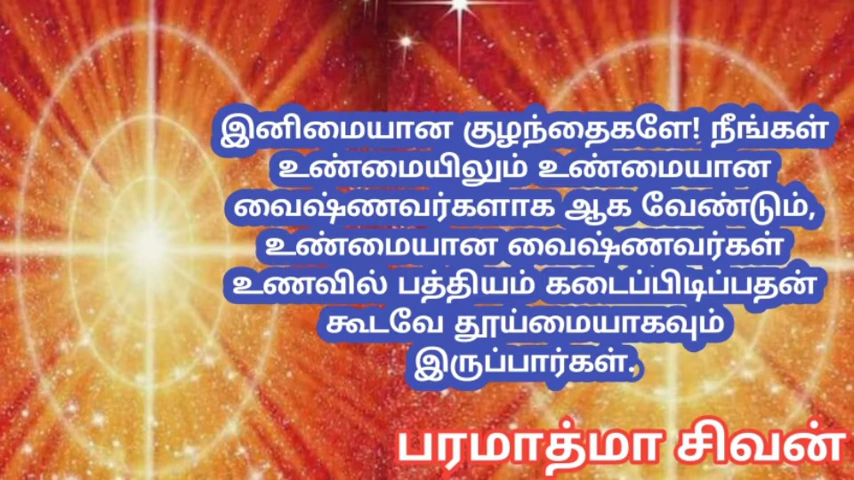 இனிமையான குழந்தைகளே! நீங்கள்
உண்மையிலும் உண்மையான
வைஷ்ணவர்களாக ஆக வேண்டும்,
உண்மையான வைஷ்ணவர்கள்
உணவில் பத்தியம் கடைப்பிடிப்பதன்
கூடவே தூய்மையாகவும்
இருப்பார்கள்.
பரமாத்மா சிவன்